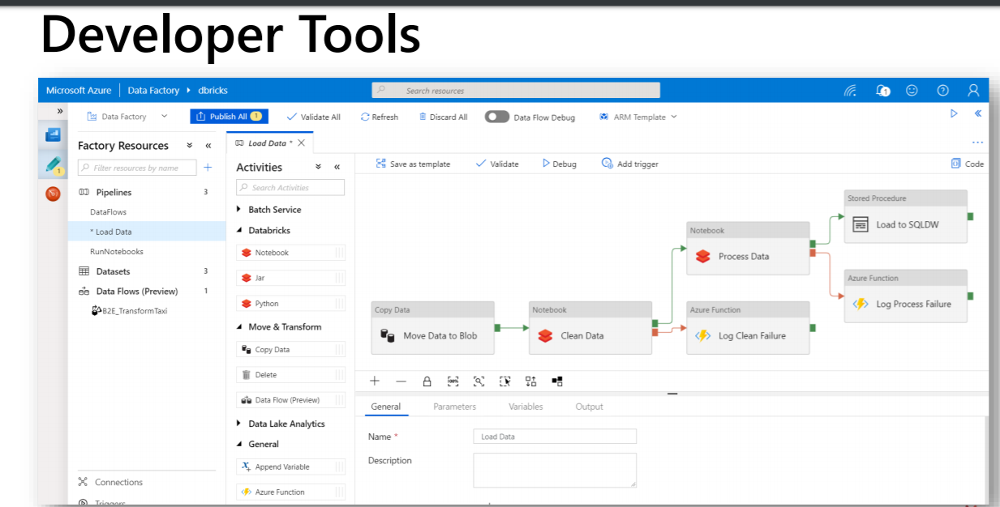 Developer Tools
Microsoft Azure
Data Factory
dbricks
Search resources
1
»
Data Factory
Publish All 1
Validate All
Refresh
Discard All
Data Flow Debug
ARM Template
«
1
Factory Resources
«
Filter resources by name
+
Pipelines 3
DataFlows
* Load Data
RunNotebooks
Datasets 3
Data Flows (Preview) 1
B2E_TransformTaxi
Connections
Triggers
Load Data *
Activities
«
Search Activities
Batch Service
Databricks
Notebook
Jar
Python
Move & Transform
Copy Data
Delete
Data Flow (Preview)
Data Lake Analytics
General
Append Variable
Azure Function
...
Save as template
Validate
Debug
Add trigger
Code
Copy Data
Move Data to Blob
Notebook
Clean Data
Notebook
Process Data
Azure Function
Log Clean Failure
Stored Procedure
Load to SQLDW
Azure Function
Log Process Failure
100%
General
Parameters
Variables
Output
Name *
Load Data
Description